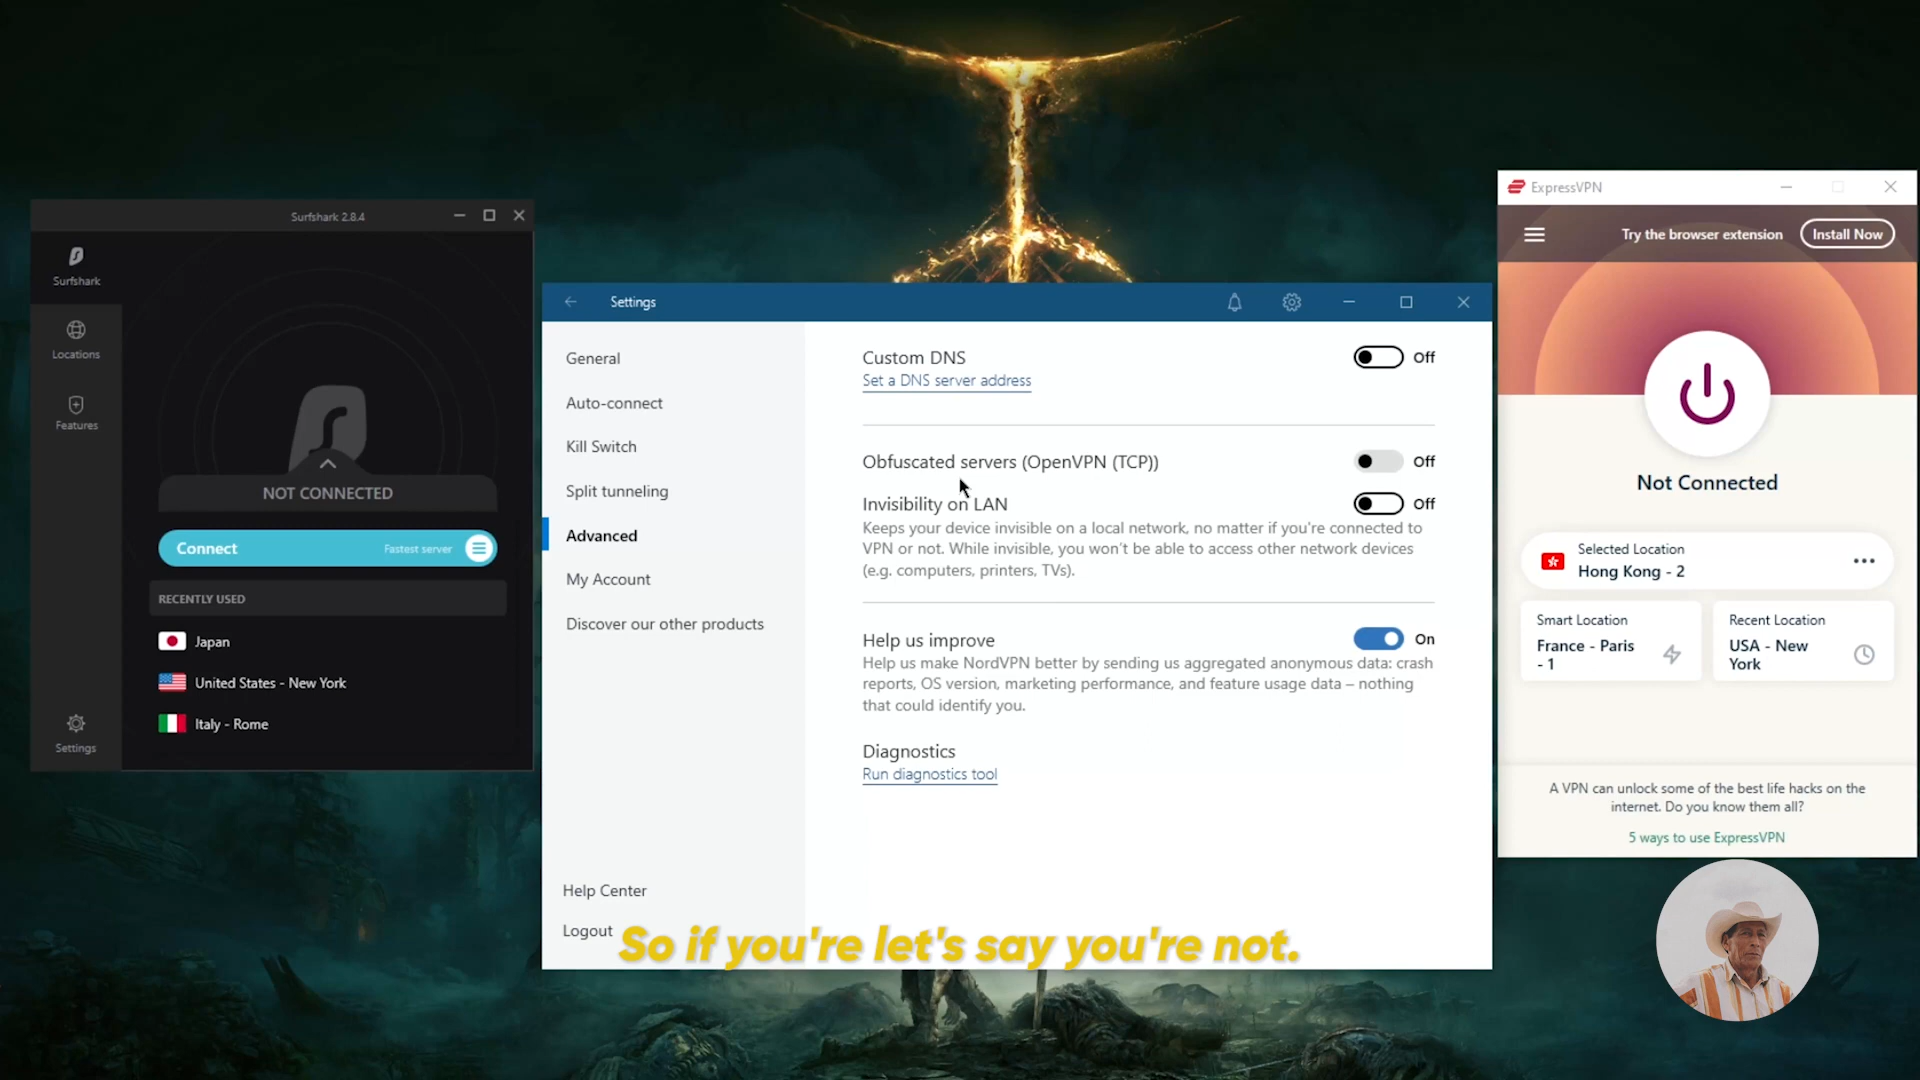 Surfshark 2.8.4
Surfshark
Locations
Features
Settings
NOT CONNECTED
Connect
Fastest server
RECENTLY USED
Japan
United States - New York
Italy - Rome
Settings
General
Auto-connect
Kill Switch
Split tunneling
Advanced
My Account
Discover our other products
Help Center
Logout
Custom DNS
Off
Set a DNS server address
Obfuscated servers (OpenVPN (TCP))
Off
Invisibility on LAN
Off
Keeps your device invisible on a local network, no matter if you're connected to
VPN or not. While invisible, you won't be able to access other network devices
(e.g. computers, printers, TVs).
Help us improve
On
Help us make NordVPN better by sending us aggregated anonymous data: crash
reports, OS version, marketing performance, and feature usage data – nothing
that could identify you.
Diagnostics
Run diagnostics tool
ExpressVPN
Try the browser extension
Install Now
Not Connected
Selected Location
Hong Kong - 2
Smart Location
France - Paris
- 1
Recent Location
USA - New
York
A VPN can unlock some of the best life hacks on the
internet. Do you know them all?
5 ways to use ExpressVPN
So if you're let's say you're not.